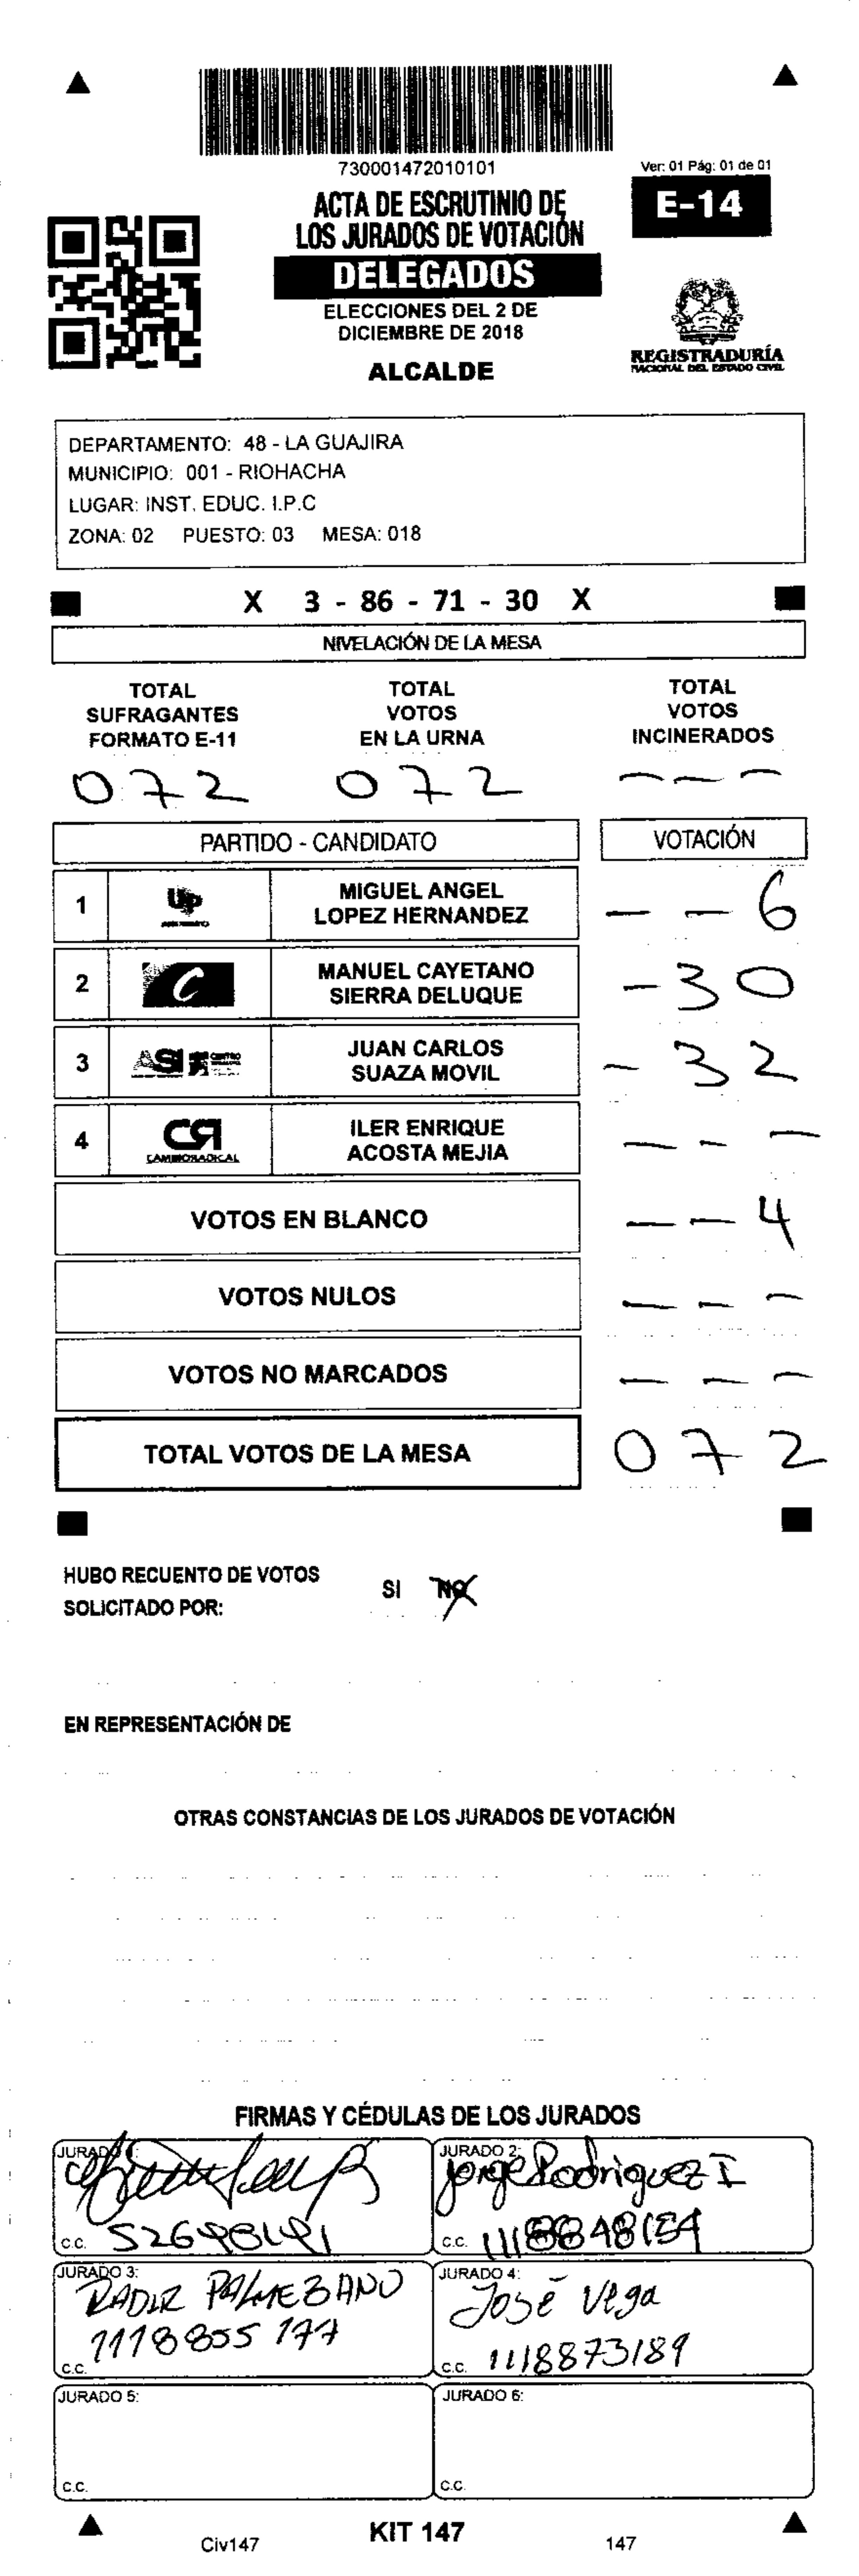 730001472010101
Ver: 01 Pág: 01 de 01
E-14
ACTA DE ESCRUTINIO DE
LOS JURADOS DE VOTACIÓN
DELEGADOS
ELECCIONES DEL 2 DE
DICIEMBRE DE 2018
ALCALDE
REGISTRADURÍA
NACIONAL DEL ESTADO CIVIL
DEPARTAMENTO: 48 - LA GUAJIRA
MUNICIPIO: 001 - RIOHACHA
LUGAR: INST. EDUC. I.P.C
ZONA: 02 PUESTO: 03 MESA: 018
X 3 - 86 - 71 - 30 X
NIVELACIÓN DE LA MESA
TOTAL SUFRAGANTES FORMATO E-11
TOTAL VOTOS EN LA URNA
TOTAL VOTOS INCINERADOS
072 072 ---
PARTIDO - CANDIDATO VOTACIÓN
1 Up MIGUEL ANGEL LOPEZ HERNANDEZ --6
2 C MANUEL CAYETANO SIERRA DELUQUE -30
3 ASI JUAN CARLOS SUAZA MOVIL -32
4 CR CAMBIO RADICAL ILER ENRIQUE ACOSTA MEJIA ---
VOTOS EN BLANCO --4
VOTOS NULOS ---
VOTOS NO MARCADOS ---
TOTAL VOTOS DE LA MESA 072
HUBO RECUENTO DE VOTOS SI NO
SOLICITADO POR:
EN REPRESENTACIÓN DE
OTRAS CONSTANCIAS DE LOS JURADOS DE VOTACIÓN
FIRMAS Y CÉDULAS DE LOS JURADOS
JURADO 1:
C.C. 52698491
JURADO 2: Jorge Rodriguez I
C.C. 1118848154
JURADO 3: RADIR PALMEZANO
C.C. 1118855177
JURADO 4: José Vega
C.C. 1118873189
JURADO 5:
C.C.
JURADO 6:
C.C.
Civ147 KIT 147 147